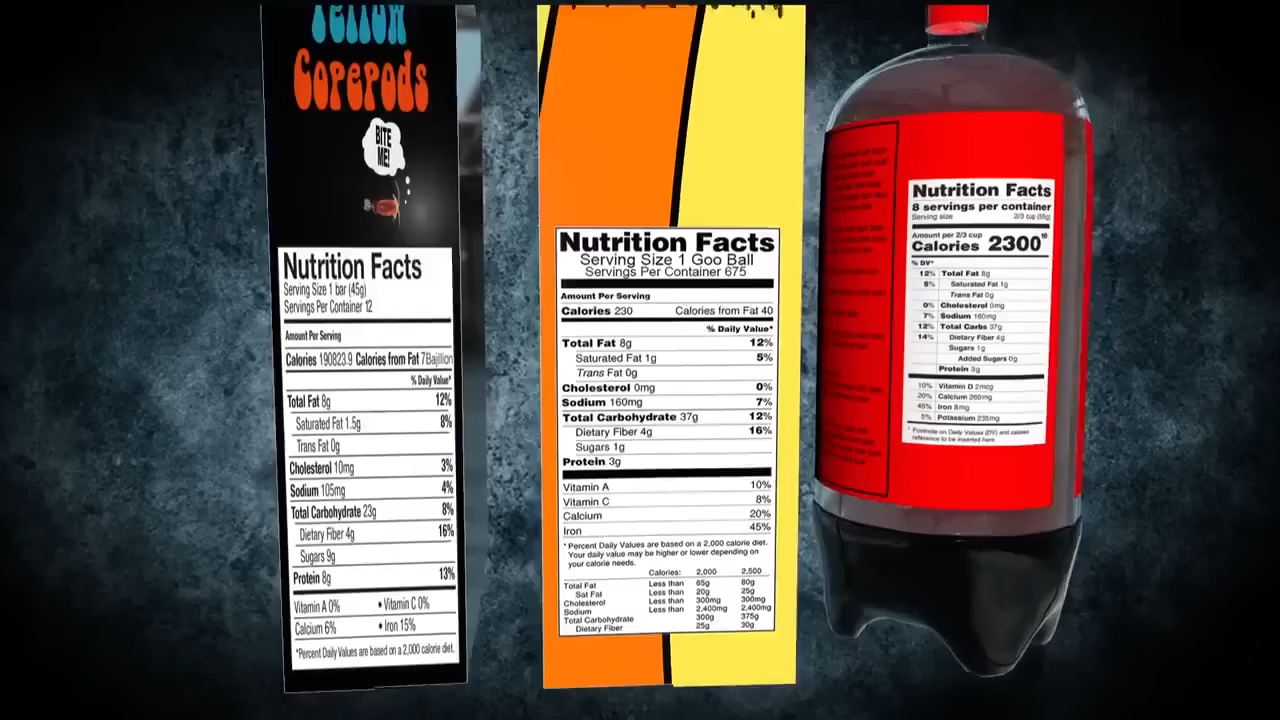 Yellow
Copepods
BITE
ME!
Nutrition Facts
Serving Size 1 bar (45g)
Servings Per Container 12
Amount Per Serving
Calories 190823.9 Calories from Fat 7Bajillion
% Daily Value*
Total Fat 8g 12%
Saturated Fat 1.5g 8%
Trans Fat 0g
Cholesterol 10mg 3%
Sodium 105mg 4%
Total Carbohydrate 23g 8%
Dietary Fiber 4g 16%
Sugars 9g
Protein 8g 13%
Vitamin A 0% • Vitamin C 0%
Calcium 6% • Iron 15%
*Percent Daily Values are based on a 2,000 calorie diet.
Nutrition Facts
Serving Size 1 Goo Ball
Servings Per Container 675
Amount Per Serving
Calories 230 Calories from Fat 40
% Daily Value*
Total Fat 8g 12%
Saturated Fat 1g 5%
Trans Fat 0g
Cholesterol 0mg 0%
Sodium 160mg 7%
Total Carbohydrate 37g 12%
Dietary Fiber 4g 16%
Sugars 1g
Protein 3g
Vitamin A 10%
Vitamin C 8%
Calcium 20%
Iron 45%
* Percent Daily Values are based on a 2,000 calorie diet.
Your daily value may be higher or lower depending on
your calorie needs.
Calories: 2,000 2,500
Total Fat Less than 65g 80g
Sat Fat Less than 20g 25g
Cholesterol Less than 300mg 300mg
Sodium Less than 2,400mg 2,400mg
Total Carbohydrate 300g 375g
Dietary Fiber 25g 30g
Nutrition Facts
8 servings per container
Serving size 2/3 cup (55g)
Amount per 2/3 cup
Calories 2300
% DV*
12% Total Fat 8g
5% Saturated Fat 1g
Trans Fat 0g
0% Cholesterol 0mg
7% Sodium 160mg
12% Total Carbs 37g
14% Dietary Fiber 4g
Sugars 1g
Added Sugars 0g
Protein 3g
10% Vitamin D 2mcg
20% Calcium 260mg
45% Iron 8mg
5% Potassium 235mg
* Footnote on Daily Values (DV) and calories
reference to be inserted here.